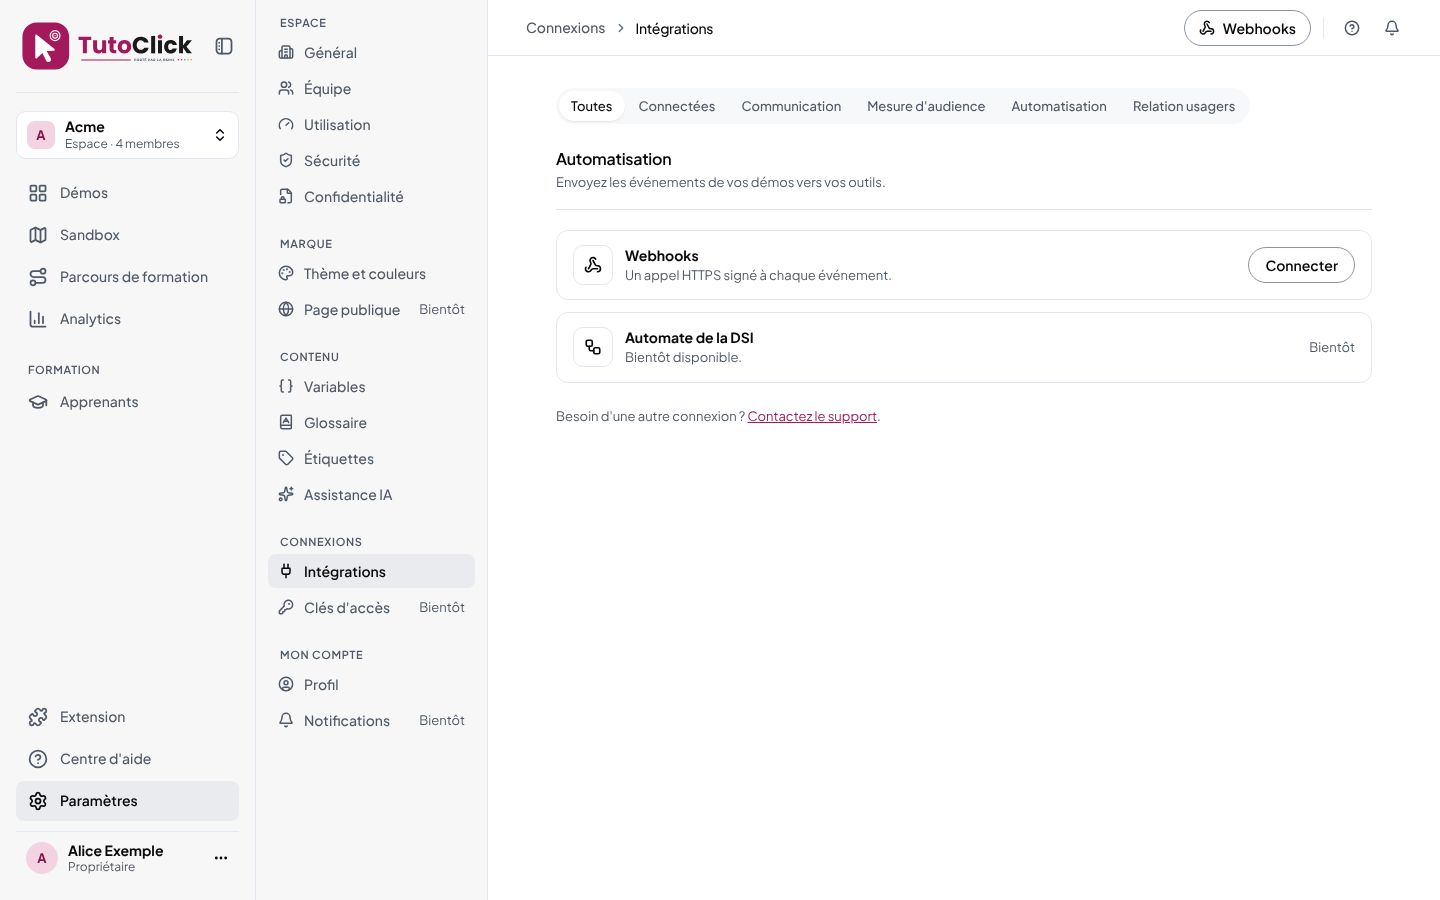 TutoClick
Acme
Espace · 4 membres
Démos
Sandbox
Parcours de formation
Analytics
FORMATION
Apprenants
Extension
Centre d'aide
Paramètres
A
Alice Exemple
Propriétaire
ESPACE
Général
Équipe
Utilisation
Sécurité
Confidentialité
MARQUE
Thème et couleurs
Page publique Bientôt
CONTENU
Variables
Glossaire
Étiquettes
Assistance IA
CONNEXIONS
Intégrations
Clés d'accès Bientôt
MON COMPTE
Profil
Notifications Bientôt
Connexions > Intégrations
Webhooks
Toutes Connectées Communication Mesure d'audience Automatisation Relation usagers
Automatisation
Envoyez les événements de vos démos vers vos outils.
Webhooks
Un appel HTTPS signé à chaque événement.
Connecter
Automate de la DSI
Bientôt disponible.
Bientôt
Besoin d'une autre connexion ? Contactez le support.